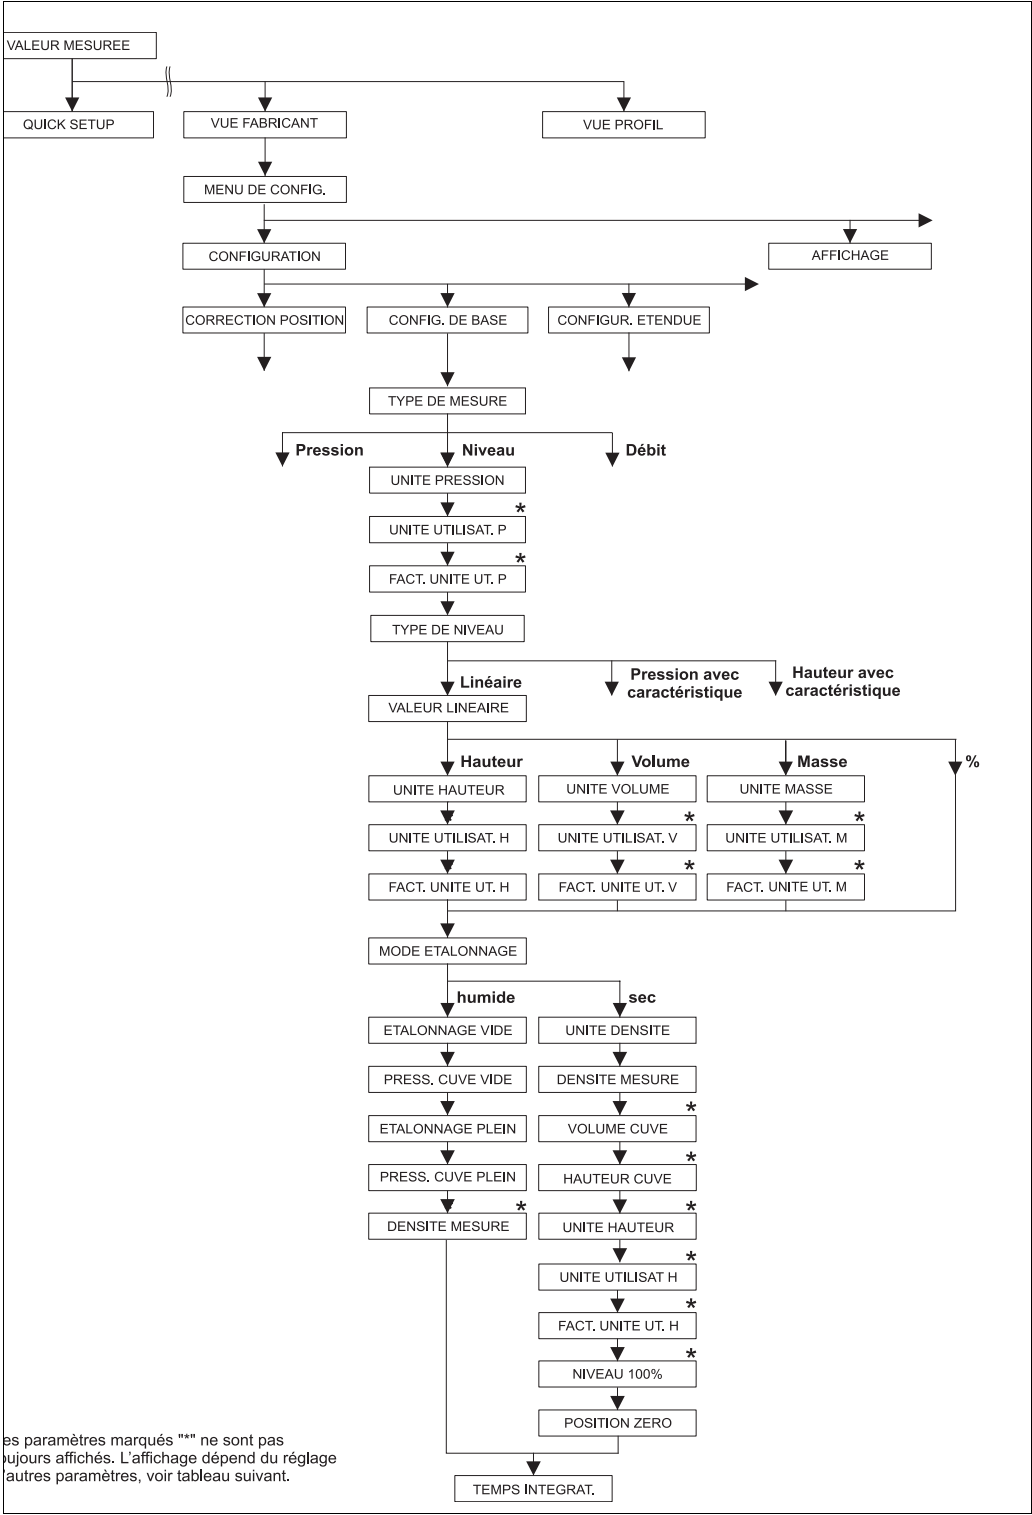 VALEUR MESUREE
QUICK SETUP
VUE FABRICANT
VUE PROFIL
MENU DE CONFIG.
CONFIGURATION
AFFICHAGE
CORRECTION POSITION
CONFIG. DE BASE
CONFIGUR. ETENDUE
TYPE DE MESURE
Pression
Niveau
Débit
UNITE PRESSION
*
UNITE UTILISAT. P
*
FACT. UNITE UT. P
TYPE DE NIVEAU
Linéaire
Pression avec
caractéristique
Hauteur avec
caractéristique
VALEUR LINEAIRE
Hauteur
Volume
Masse
%
UNITE HAUTEUR
UNITE VOLUME
UNITE MASSE
* *
UNITE UTILISAT. H
UNITE UTILISAT. V
UNITE UTILISAT. M
* *
FACT. UNITE UT. H
FACT. UNITE UT. V
FACT. UNITE UT. M
MODE ETALONNAGE
humide
sec
ETALONNAGE VIDE
UNITE DENSITE
PRESS. CUVE VIDE
DENSITE MESURE
*
ETALONNAGE PLEIN
VOLUME CUVE
*
PRESS. CUVE PLEIN
HAUTEUR CUVE
* *
DENSITE MESURE
UNITE HAUTEUR
*
UNITE UTILISAT H
*
FACT. UNITE UT. H
*
NIVEAU 100%
POSITION ZERO
TEMPS INTEGRAT.
es paramètres marqués "*" ne sont pas
oujours affichés. L'affichage dépend du réglage
'autres paramètres, voir tableau suivant.